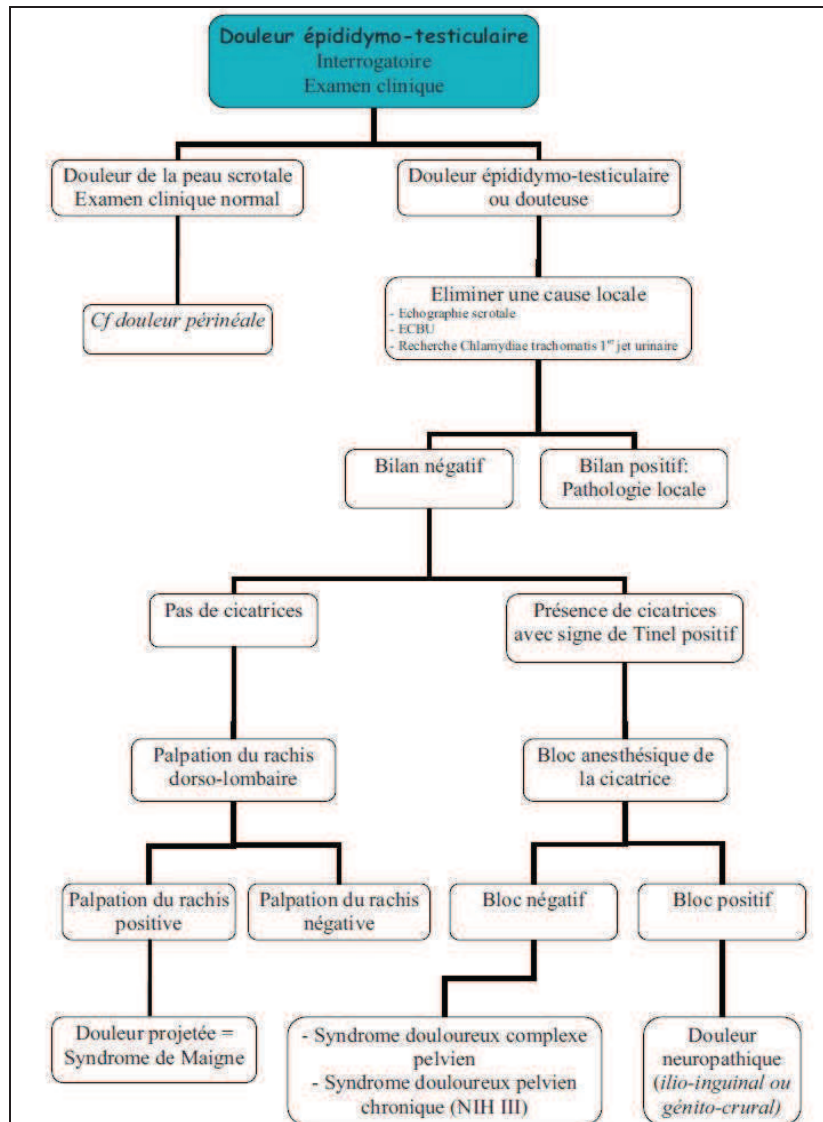 Douleur épididymo-testiculaire
Interrogatoire
Examen clinique
Douleur de la peau scrotale
Examen clinique normal
Douleur épididymo-testiculaire
ou douteuse
Cf douleur périnéale
Eliminer une cause locale
- Echographie scrotale
- ECBU
- Recherche Chlamydiae trachomatis 1er jet urinaire
Bilan négatif
Bilan positif:
Pathologie locale
Pas de cicatrices
Présence de cicatrices
avec signe de Tinel positif
Palpation du rachis
dorso-lombaire
Bloc anesthésique de
la cicatrice
Palpation du rachis
positive
Palpation du rachis
négative
Bloc négatif
Bloc positif
Douleur projetée =
Syndrome de Maigne
- Syndrome douloureux complexe
pelvien
- Syndrome douloureux pelvien
chronique (NIH III)
Douleur
neuropathique
(ilio-inguinal ou
génito-crural)